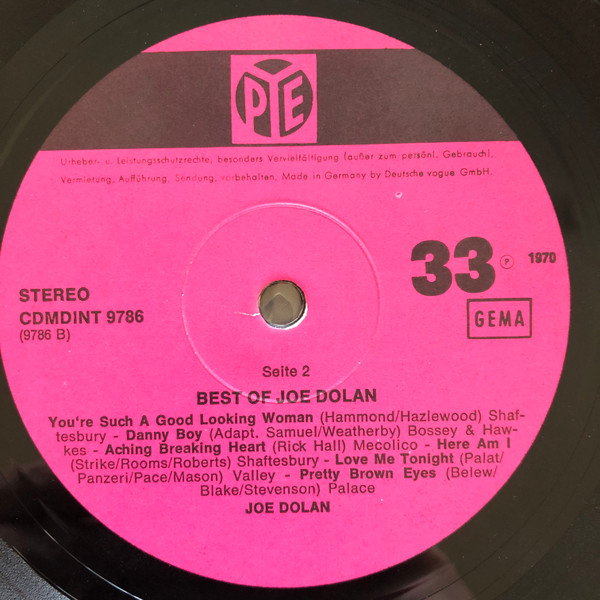 PYE
Urheber- u. Leistungsschutzrechte, besonders Vervielfältigung (außer zum persönl. Gebrauch),
Vermietung, Aufführung, Sendung, vorbehalten. Made in Germany by Deutsche vogue GmbH.
33 Ⓟ 1970
STEREO
CDMDINT 9786
(9786 B)
GEMA
Seite 2
BEST OF JOE DOLAN
You're Such A Good Looking Woman (Hammond/Hazlewood) Shaf-
tesbury - Danny Boy (Adapt. Samuel/Weatherby) Bossey & Haw-
kes - Aching Breaking Heart (Rick Hall) Mecolico - Here Am I
(Strike/Rooms/Roberts) Shaftesbury - Love Me Tonight (Palat/
Panzeri/Pace/Mason) Valley - Pretty Brown Eyes (Belew/
Blake/Stevenson) Palace
JOE DOLAN